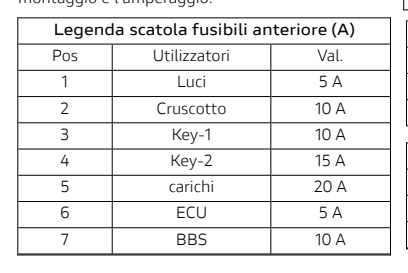 montaggio e l'amperaggio.
Legenda scatola fusibili anteriore (A)
Pos Utilizzatori Val.
1 Luci 5 A
2 Cruscotto 10 A
3 Key-1 10 A
4 Key-2 15 A
5 carichi 20 A
6 ECU 5 A
7 BBS 10 A